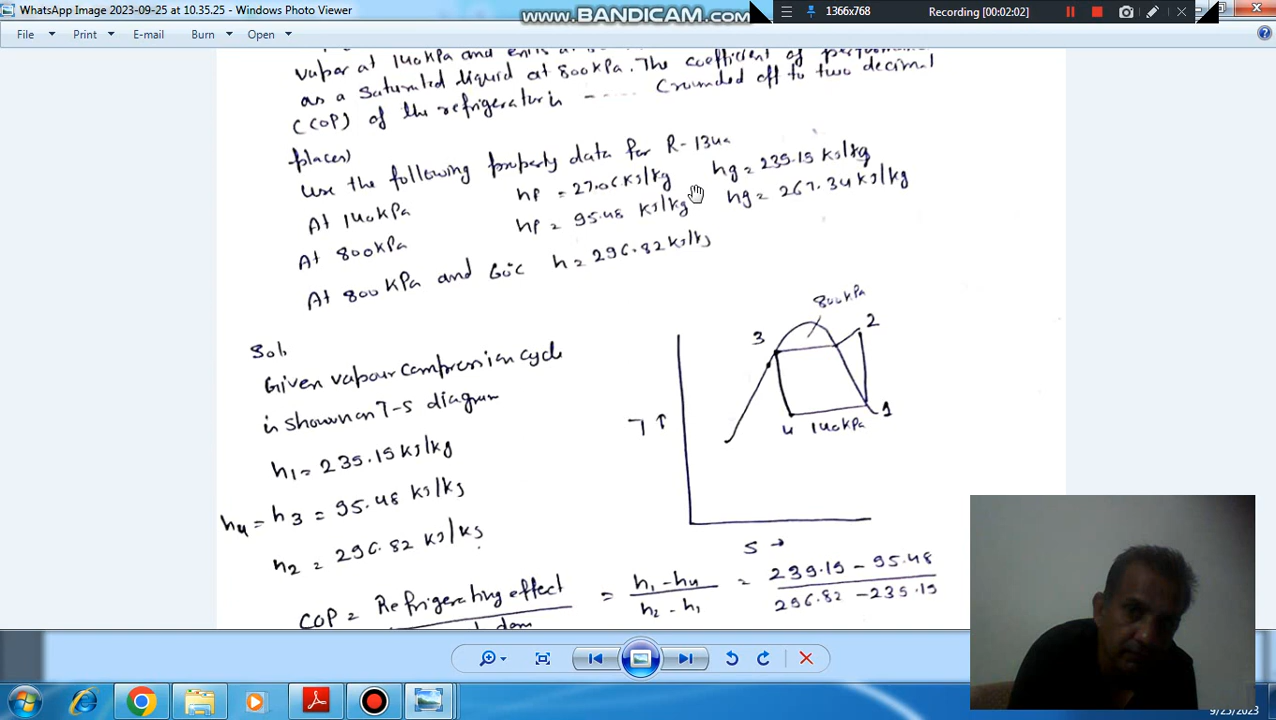 WhatsApp Image 2023-09-25 at 10.35.25 - Windows Photo Viewer
www.BANDICAM.com
1366x768
Recording [00:02:02]
File Print E-mail Burn Open
vapor at 140kPa and
as a saturated liquid at 800kPa. The coefficient of
(COP) of the refrigerator is ----- (rounded off to two decimal
places)
Use the following property data for R-134a
At 140kPa hf = 27.06 KJ/kg hg = 239.15 KJ/kg
At 800kPa hf = 95.48 KJ/kg hg = 267.34 KJ/kg
At 800 kPa and 60°C h = 296.82 KJ/kg
Sol.
Given vapour compression cycle
is shown on T-S diagram
h1 = 235.15 KJ/kg
h4 = h3 = 95.48 KJ/kg
h2 = 296.82 KJ/kg
800kPa
3
2
T ↑
4 140kPa 1
S →
COP = Refrigerating effect = h1 - h4 = 239.15 - 95.48
h2 - h1 296.82 - 235.15
9/25/2023